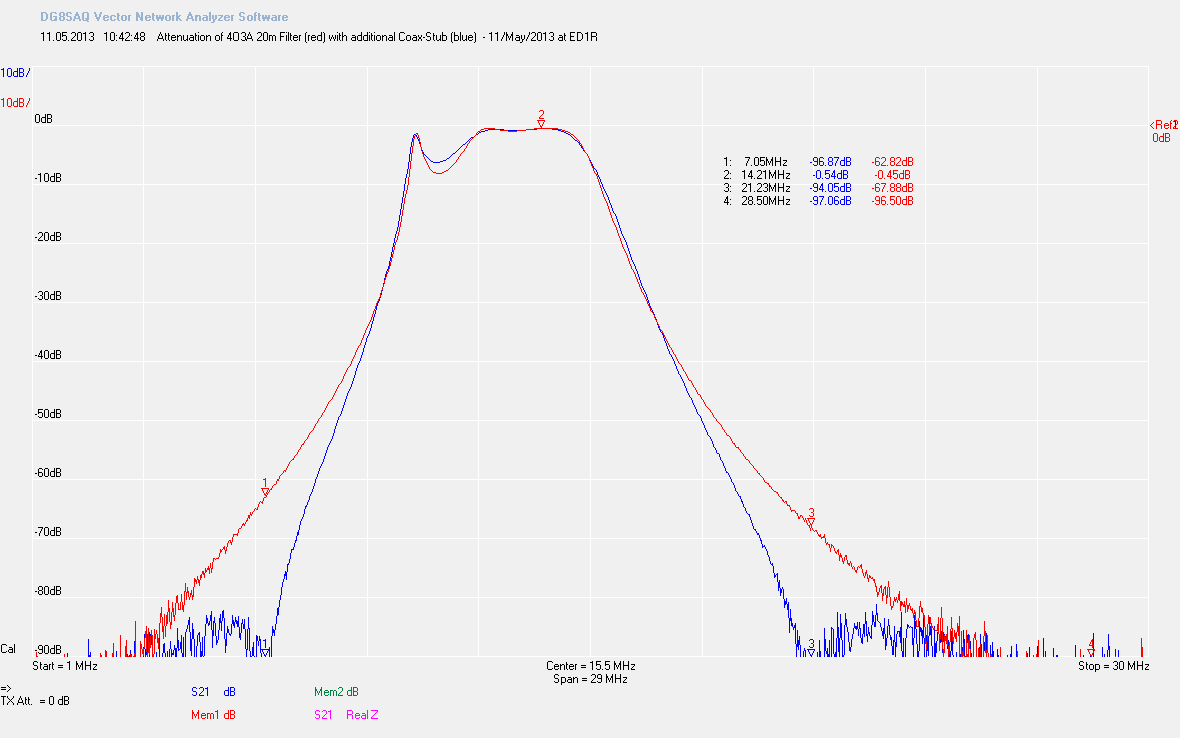 DG8SAQ Vector Network Analyzer Software
11.05.2013 10:42:48 Attenuation of 4O3A 20m Filter (red) with additional Coax-Stub (blue) - 11/May/2013 at ED1R
10dB/
10dB/
0dB
2
<Ref1
0dB
1: 7.05MHz -96.87dB -62.82dB
2: 14.21MHz -0.54dB -0.45dB
3: 21.23MHz -94.05dB -67.88dB
4: 28.50MHz -97.06dB -96.50dB
-10dB
-20dB
-30dB
-40dB
-50dB
-60dB
1
3
-70dB
-80dB
-90dB
1
3
4
Cal
Start = 1 MHz Center = 15.5 MHz Stop = 30 MHz
Span = 29 MHz
=>
TX Att. = 0 dB
S21 dB Mem2 dB
Mem1 dB S21 Real Z